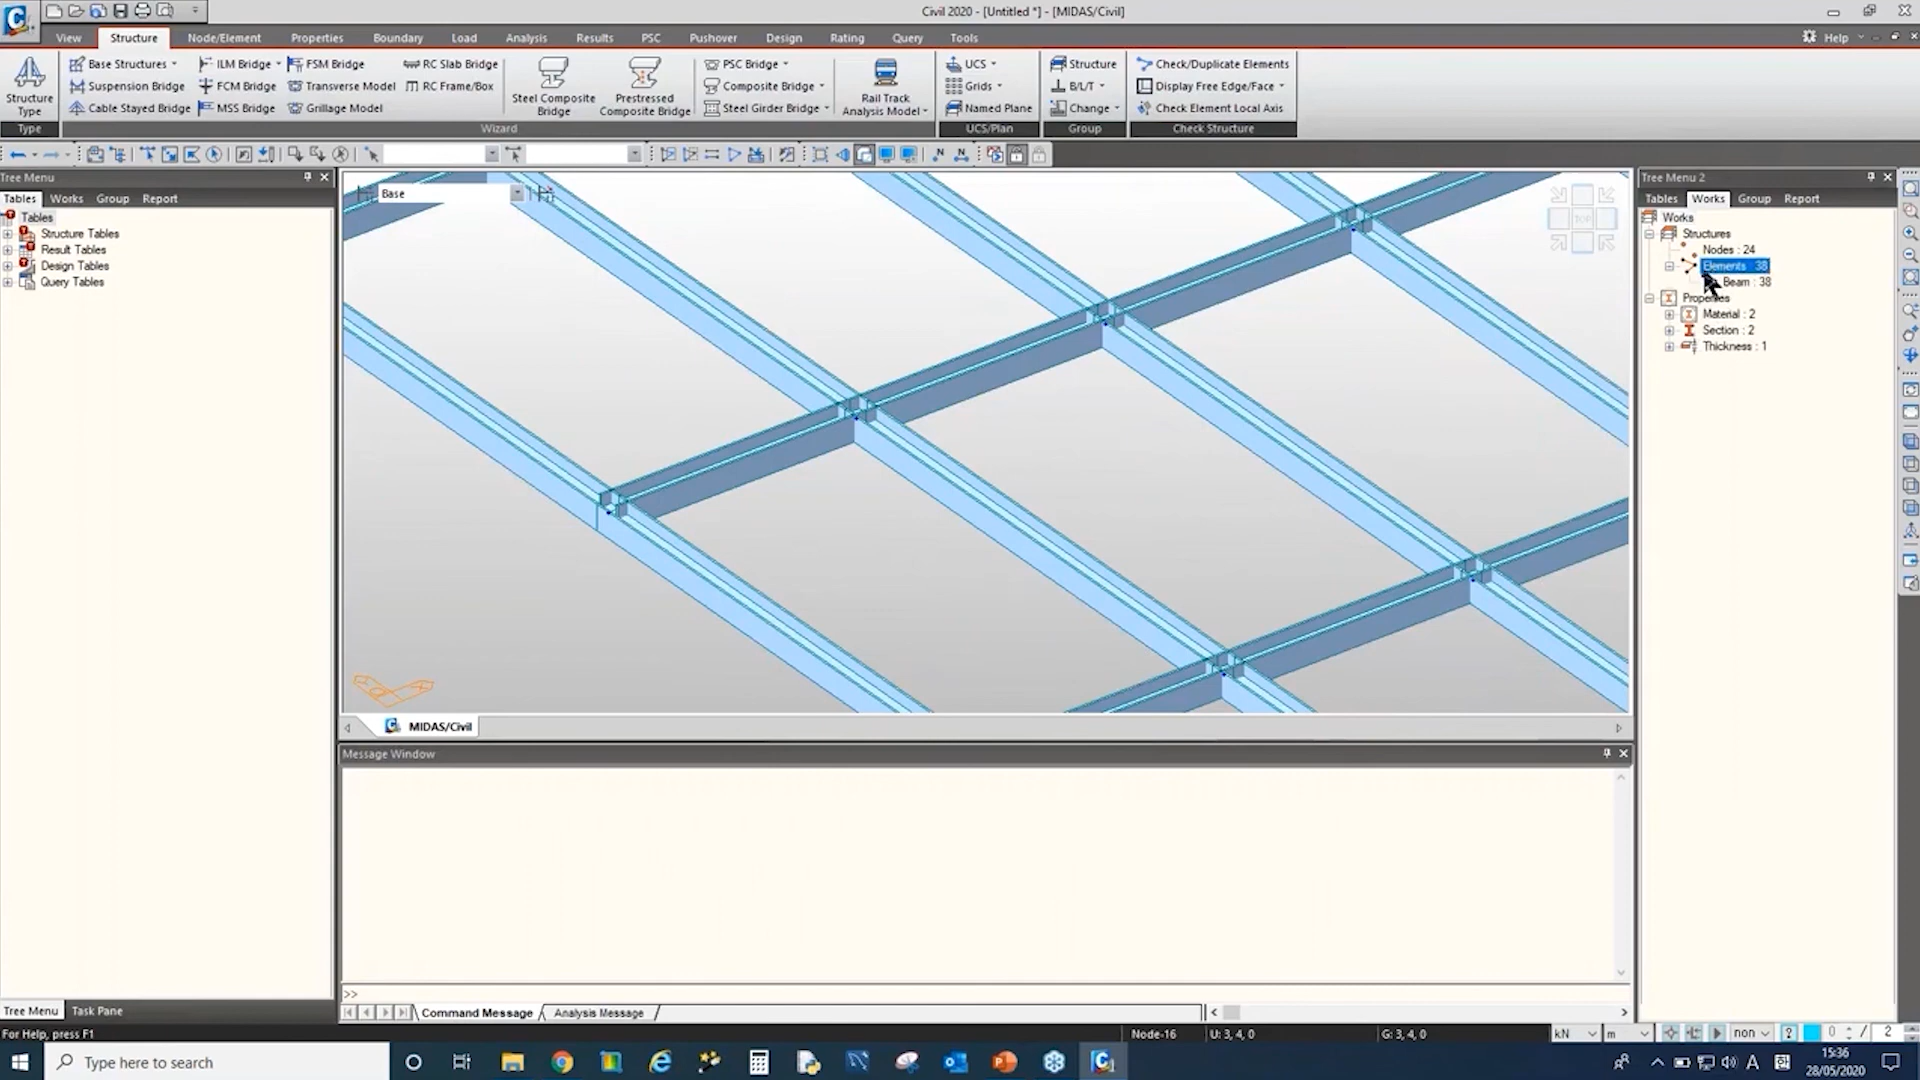 Civil 2020 - [Untitled *] - [MIDAS/Civil]
View Structure Node/Element Properties Boundary Load Analysis Results PSC Pushover Design Rating Query Tools Help
Structure Type
Type
Base Structures
Suspension Bridge
Cable Stayed Bridge
ILM Bridge
FCM Bridge
MSS Bridge
FSM Bridge
Transverse Model
Grillage Model
RC Slab Bridge
RC Frame/Box
Steel Composite Bridge
Prestressed Composite Bridge
PSC Bridge
Composite Bridge
Steel Girder Bridge
Rail Track Analysis Model
Wizard
UCS
Grids
Named Plane
UCS/Plan
Structure
B/L/T
Change
Group
Check/Duplicate Elements
Display Free Edge/Face
Check Element Local Axis
Check Structure
Tree Menu
Tables Works Group Report
Tables
Structure Tables
Result Tables
Design Tables
Query Tables
Base
TOP
MIDAS/Civil
Message Window
>>
Command Message
Analysis Message
Tree Menu 2
Tables Works Group Report
Works
Structures
Nodes : 24
Elements : 38
Beam : 38
Properties
Material : 2
Section : 2
Thickness : 1
Tree Menu Task Pane
For Help, press F1
Node-16
U: 3, 4, 0
G: 3, 4, 0
kN
m
non
?
0
/ 2
Type here to search
A
15:36
28/05/2020